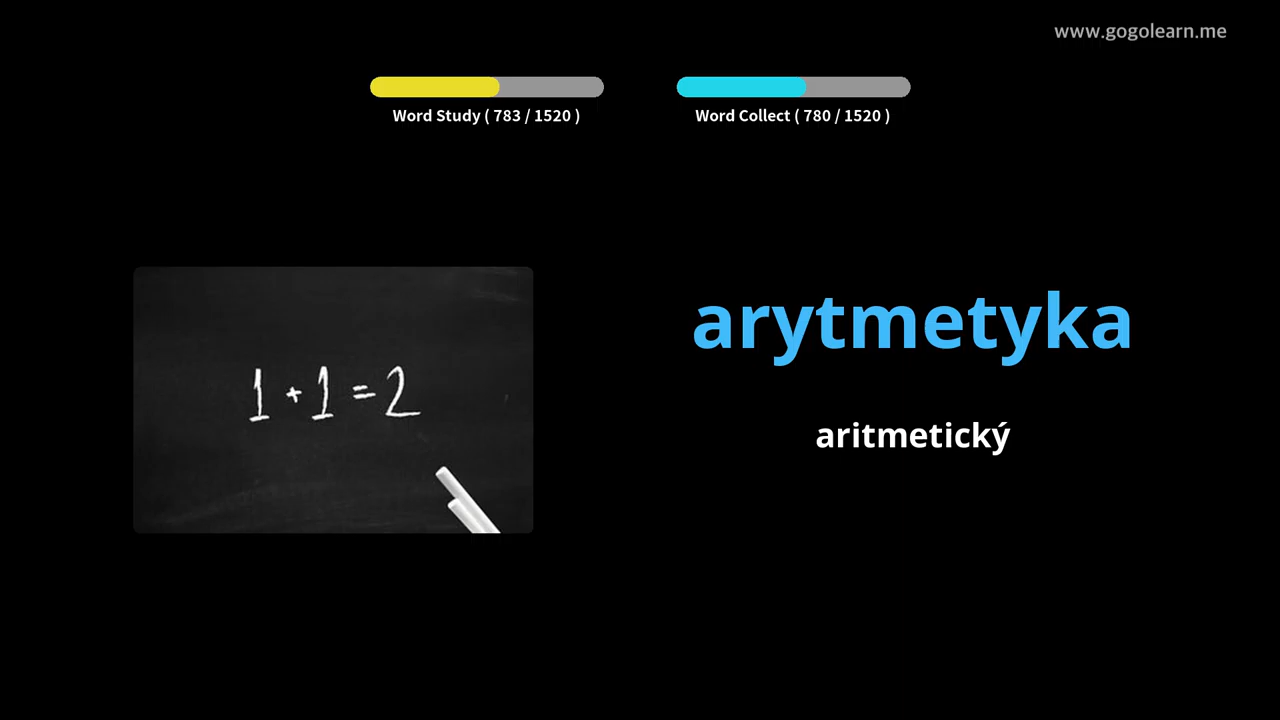 www.gogolearn.me
Word Study ( 783 / 1520 )
Word Collect ( 780 / 1520 )
1 + 1 = 2
arytmetyka
aritmetický